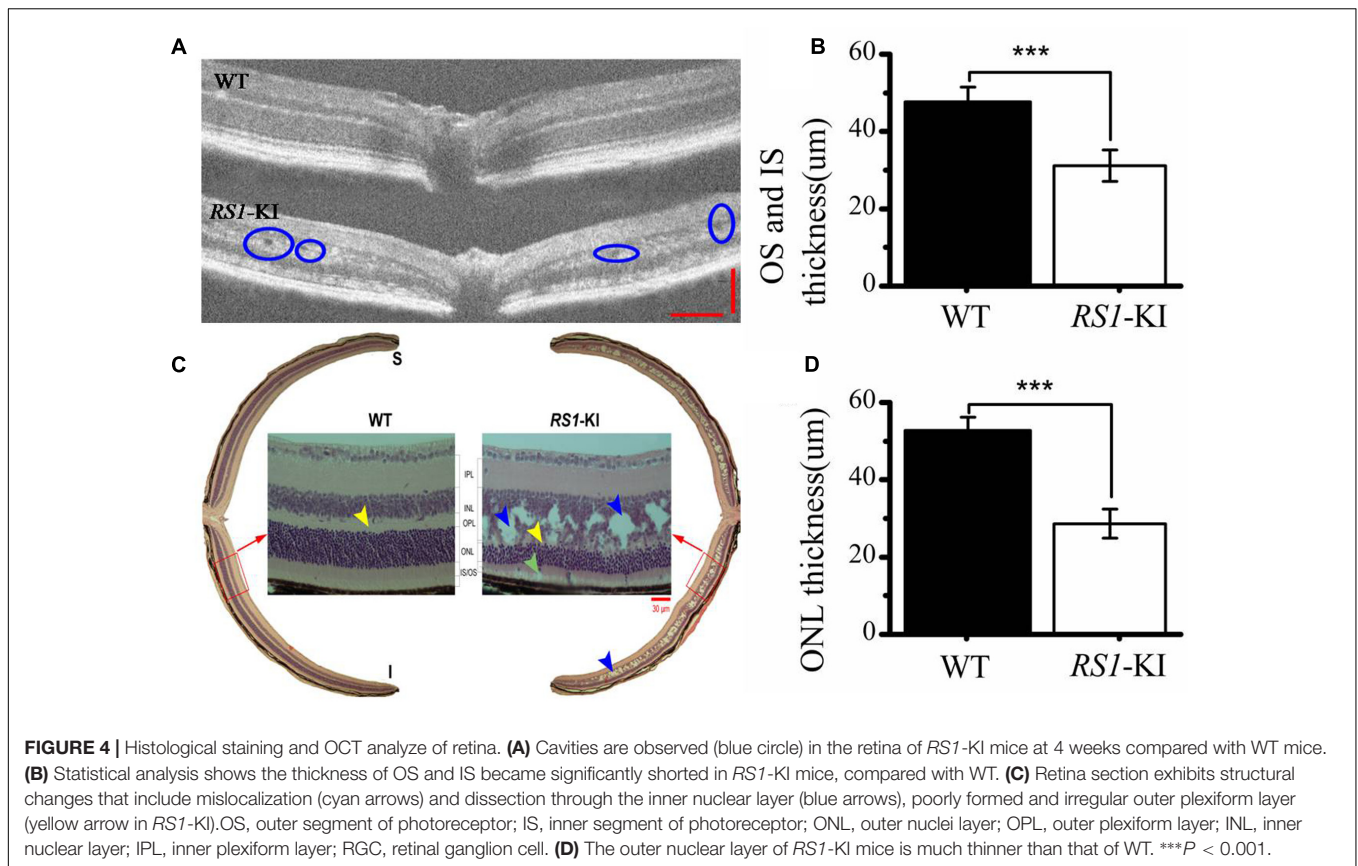 A
WT
RS1-KI
B
60
40
20
0
OS and IS
thickness(um)
***
WT
RS1-KI
C
S
WT
RS1-KI
IPL
INL
OPL
ONL
IS/OS
30 µm
I
D
60
40
20
0
ONL thickness(um)
***
WT
RS1-KI
FIGURE 4 | Histological staining and OCT analyze of retina. (A) Cavities are observed (blue circle) in the retina of RS1-KI mice at 4 weeks compared with WT mice.
(B) Statistical analysis shows the thickness of OS and IS became significantly shorted in RS1-KI mice, compared with WT. (C) Retina section exhibits structural
changes that include mislocalization (cyan arrows) and dissection through the inner nuclear layer (blue arrows), poorly formed and irregular outer plexiform layer
(yellow arrow in RS1-KI).OS, outer segment of photoreceptor; IS, inner segment of photoreceptor; ONL, outer nuclei layer; OPL, outer plexiform layer; INL, inner
nuclear layer; IPL, inner plexiform layer; RGC, retinal ganglion cell. (D) The outer nuclear layer of RS1-KI mice is much thinner than that of WT. ***P < 0.001.